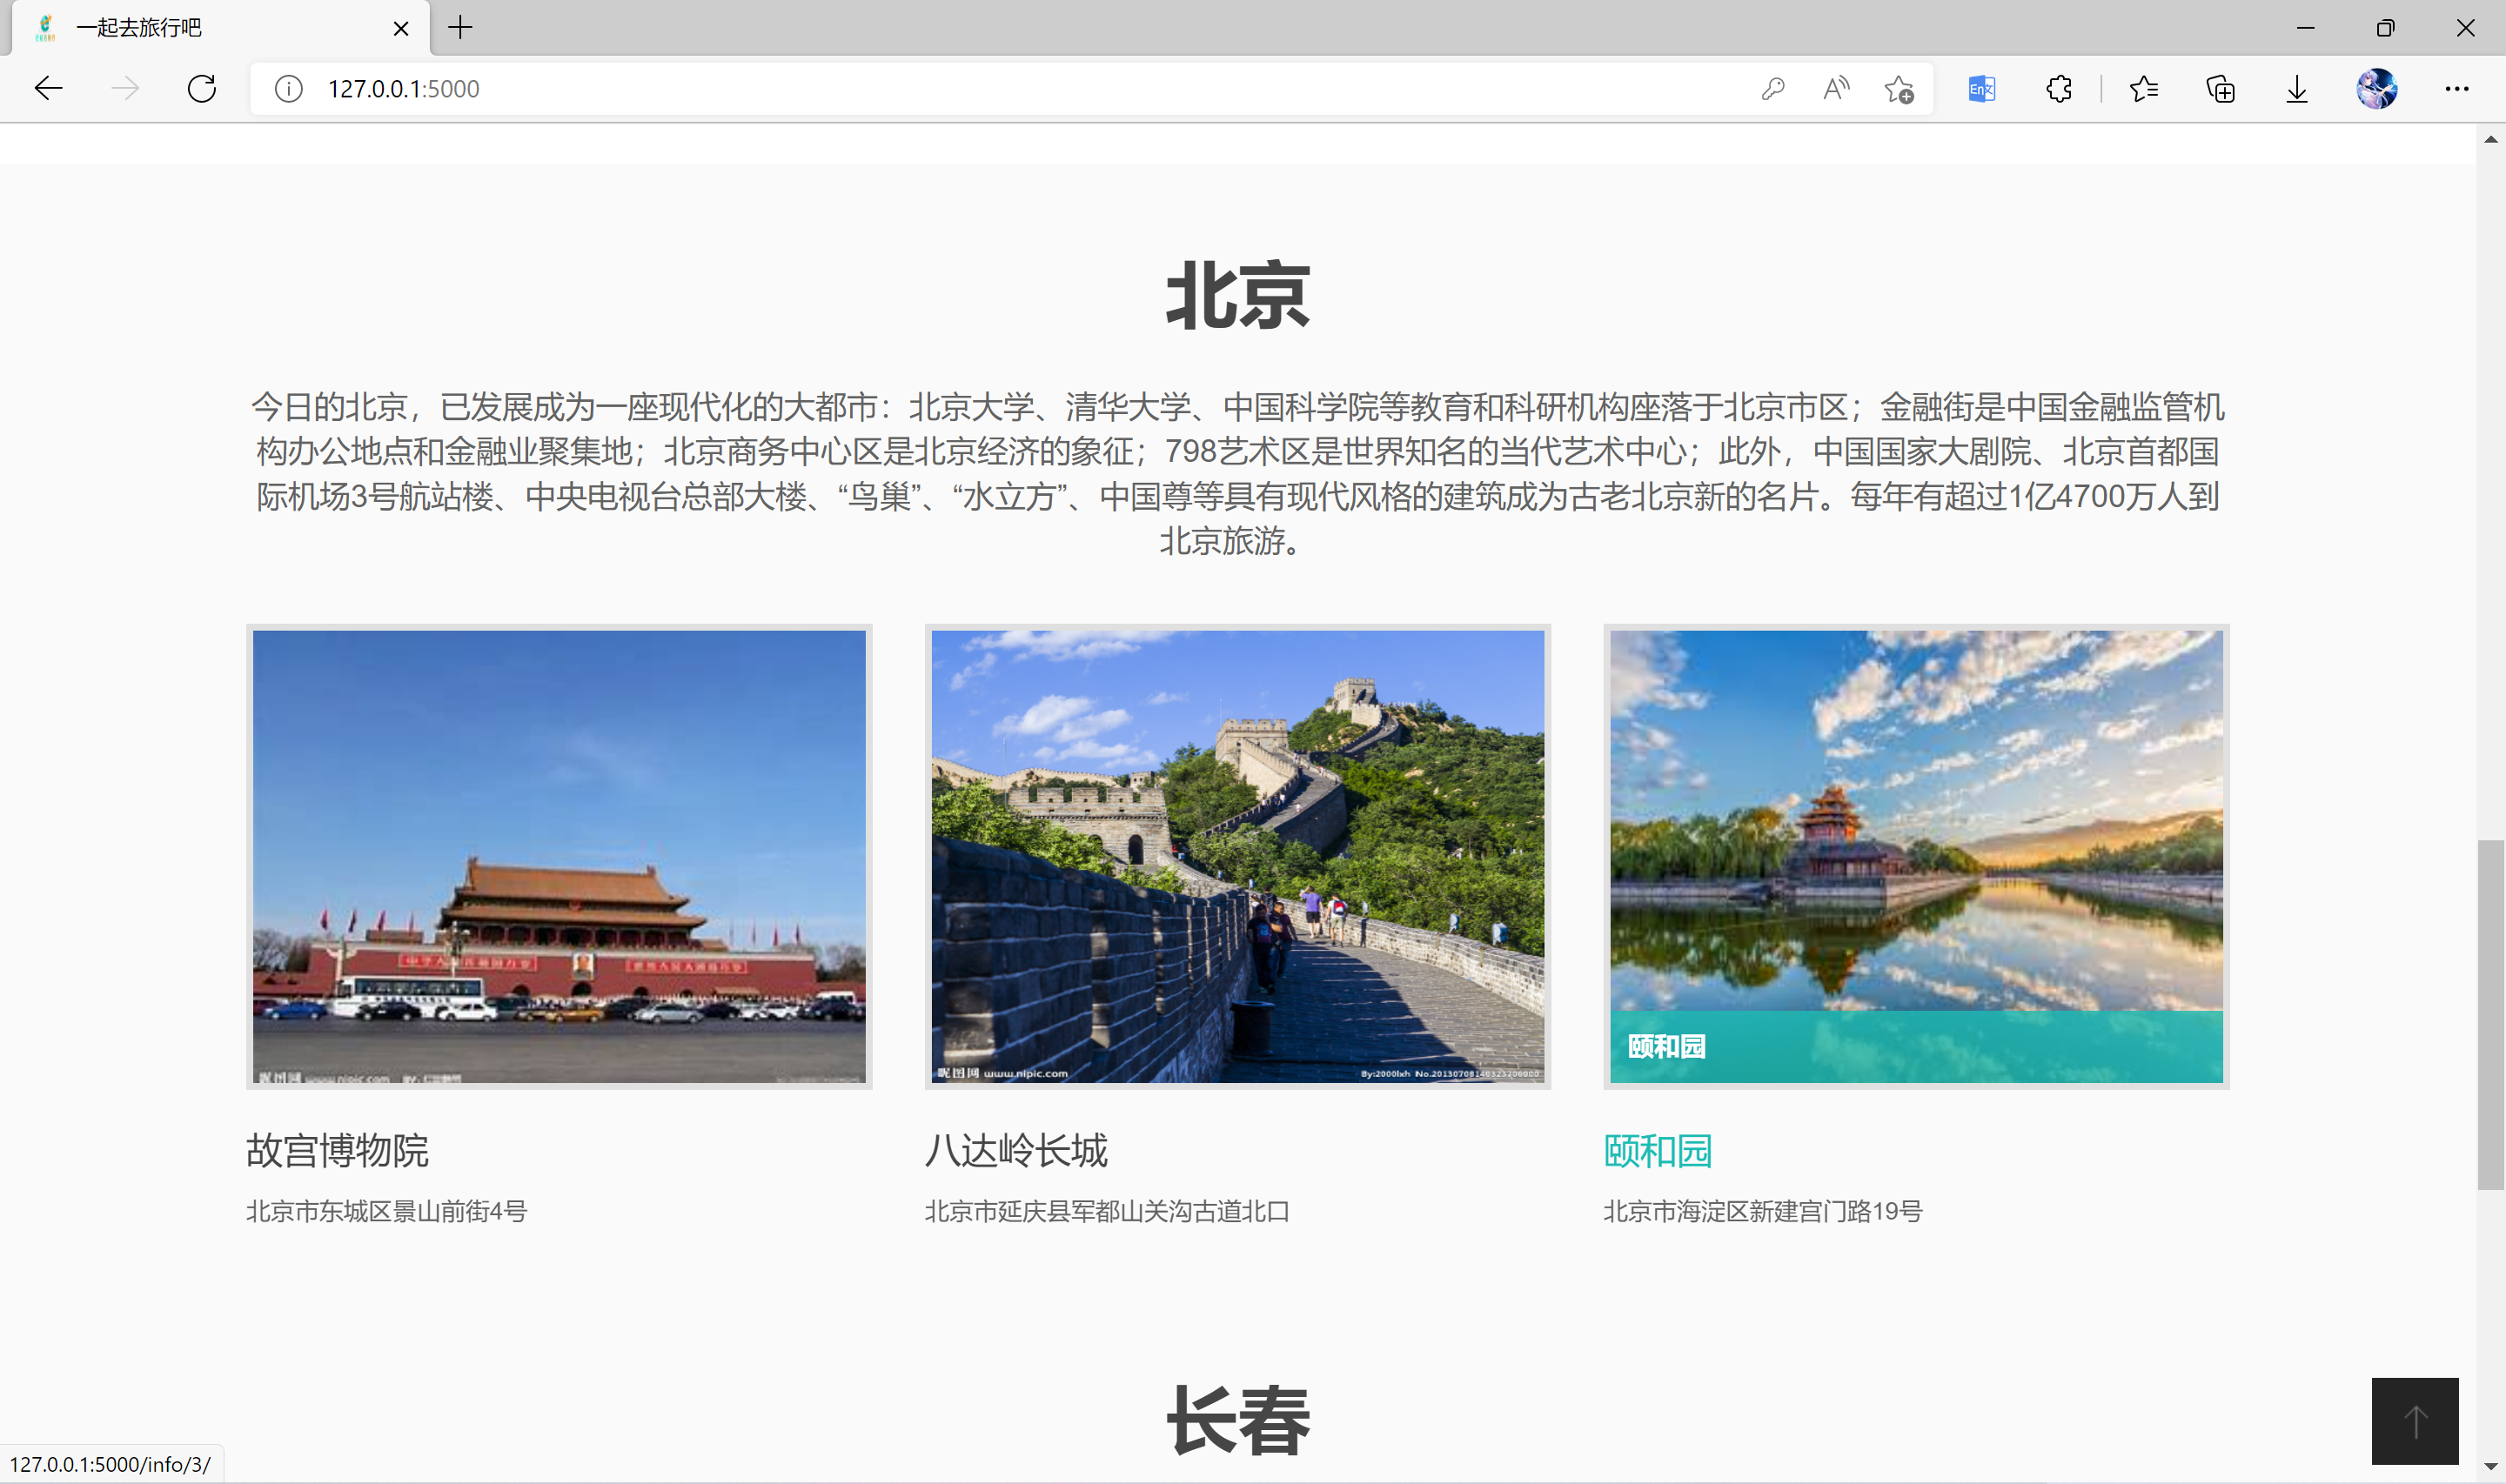 一起去旅行吧
127.0.0.1:5000
北京
今日的北京，已发展成为一座现代化的大都市：北京大学、清华大学、中国科学院等教育和科研机构座落于北京市区；金融街是中国金融监管机
构办公地点和金融业聚集地；北京商务中心区是北京经济的象征；798艺术区是世界知名的当代艺术中心；此外，中国国家大剧院、北京首都国
际机场3号航站楼、中央电视台总部大楼、“鸟巢”、“水立方”、中国尊等具有现代风格的建筑成为古老北京新的名片。每年有超过1亿4700万人到
北京旅游。
昵图网 www.nipic.com
昵图网 www.nipic.com
颐和园
故宫博物院
八达岭长城
颐和园
北京市东城区景山前街4号
北京市延庆县军都山关沟古道北口
北京市海淀区新建宫门路19号
长春
127.0.0.1:5000/info/3/